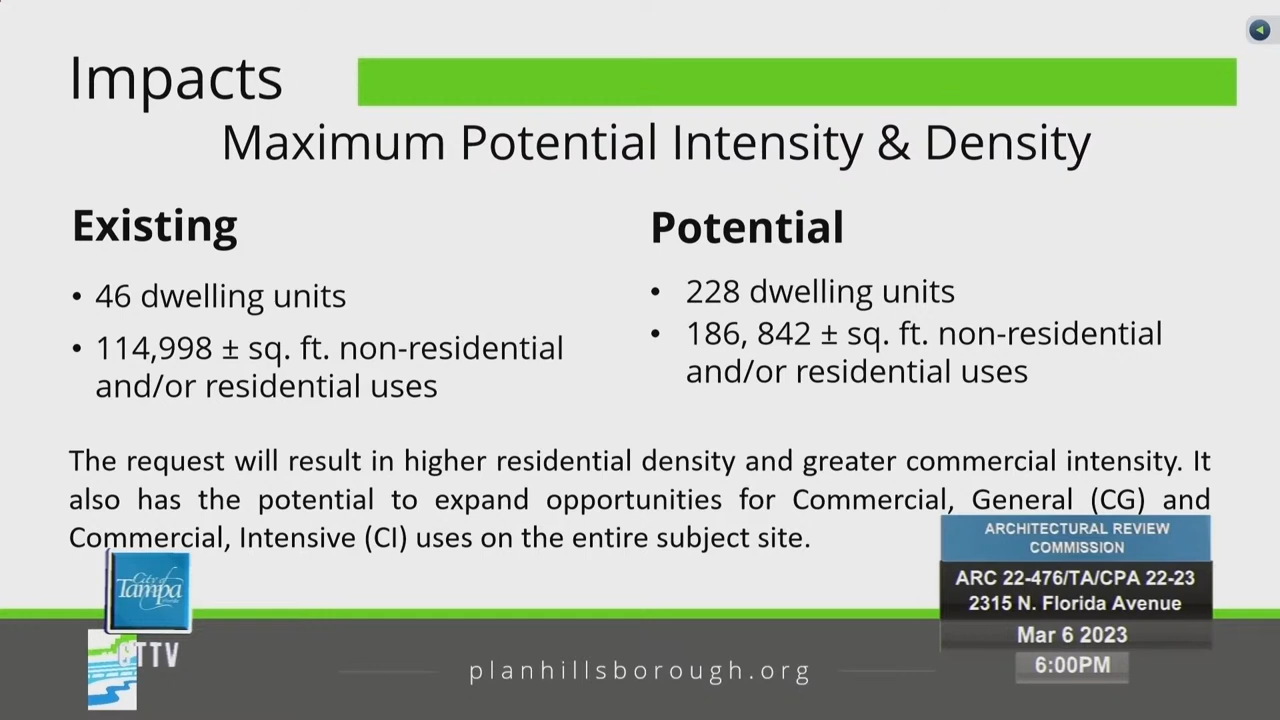 Impacts
Maximum Potential Intensity & Density
Existing
• 46 dwelling units
• 114,998 ± sq. ft. non-residential
and/or residential uses
Potential
• 228 dwelling units
• 186, 842 ± sq. ft. non-residential
and/or residential uses
The request will result in higher residential density and greater commercial intensity. It
also has the potential to expand opportunities for Commercial, General (CG) and
Commercial, Intensive (CI) uses on the entire subject site.
ARCHITECTURAL REVIEW
COMMISSION
ARC 22-476/TA/CPA 22-23
2315 N. Florida Avenue
Mar 6 2023
6:00PM
City of
Tampa
CTTV
planhillsborough.org